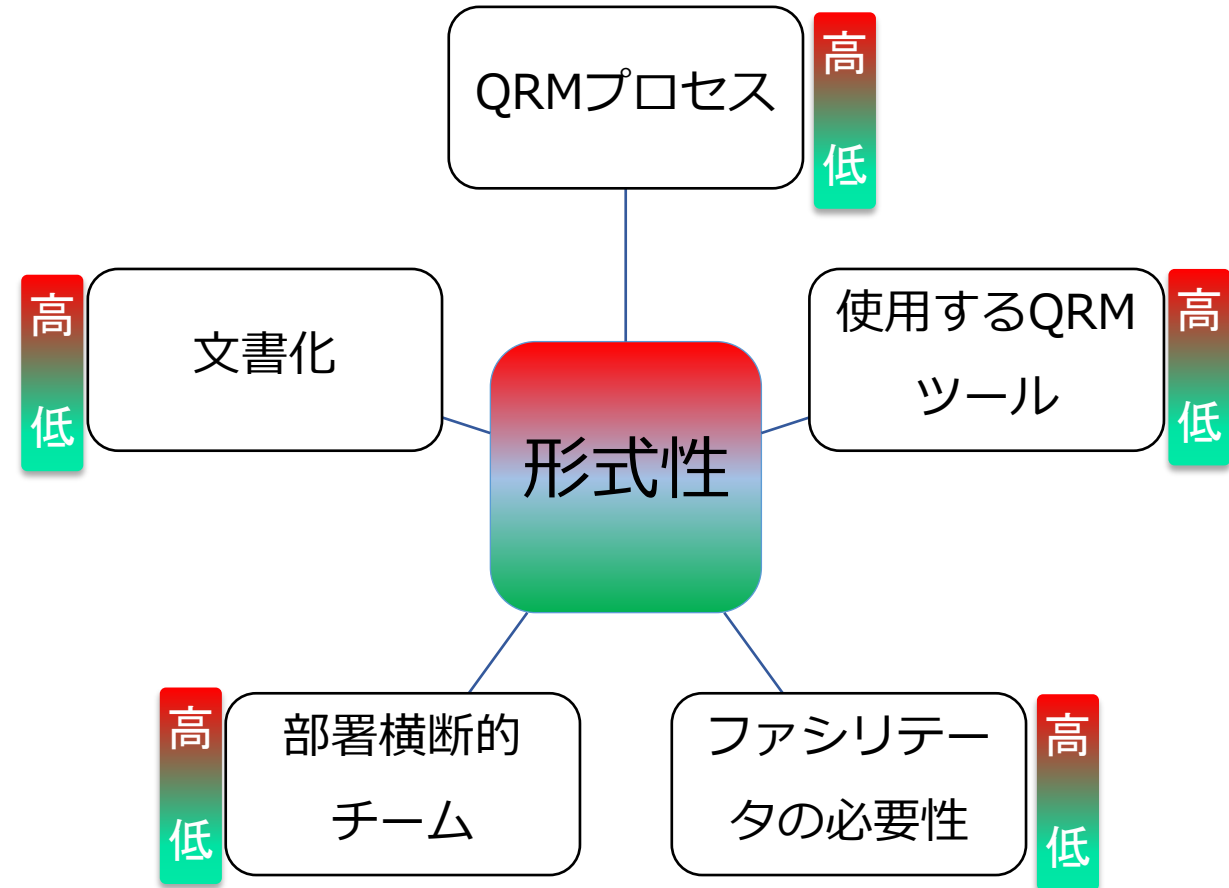 QRMプロセス
高
低
高
低
文書化
使用するQRM
ツール
高
低
形式性
高
低
部署横断的
チーム
ファシリテー
タの必要性
高
低